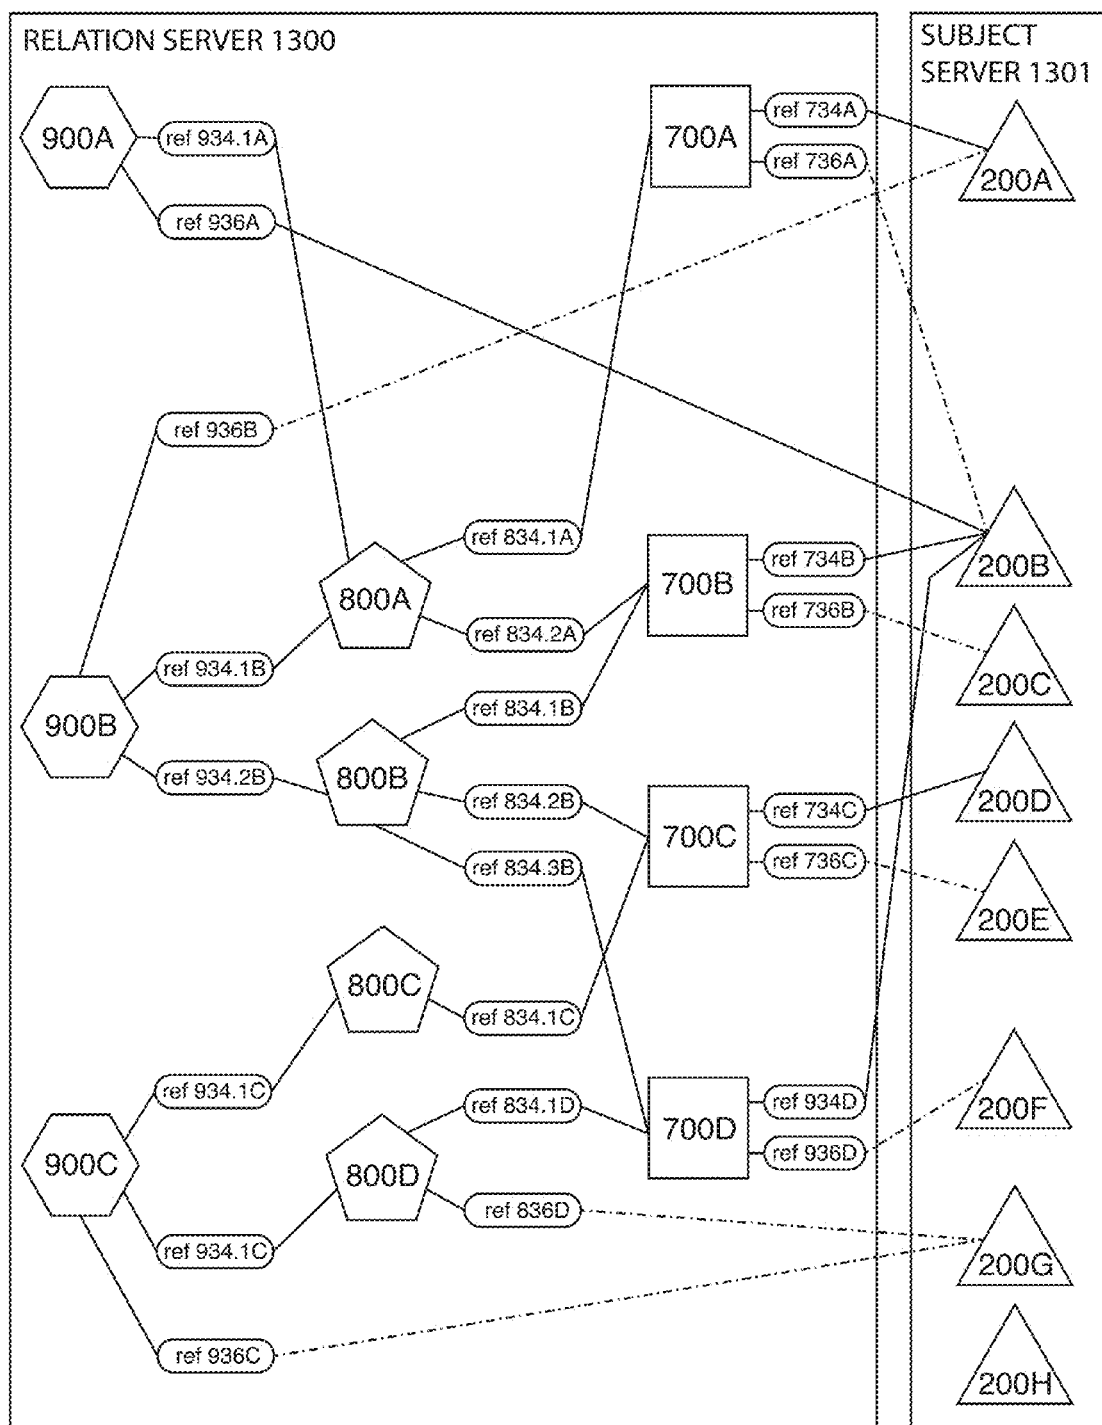 RELATION SERVER 1300
SUBJECT
SERVER 1301
900A
ref 934.1A
ref 936A
700A
ref 734A
ref 736A
200A
ref 936B
ref 834.1A
800A
ref 834.2A
700B
ref 734B
ref 736B
200B
200C
ref 934.1B
900B
ref 934.2B
ref 834.1B
800B
ref 834.2B
ref 834.3B
700C
ref 734C
ref 736C
200D
200E
800C
ref 834.1C
ref 934.1C
900C
ref 934.1C
ref 936C
ref 834.1D
800D
ref 836D
700D
ref 934D
ref 936D
200F
200G
200H